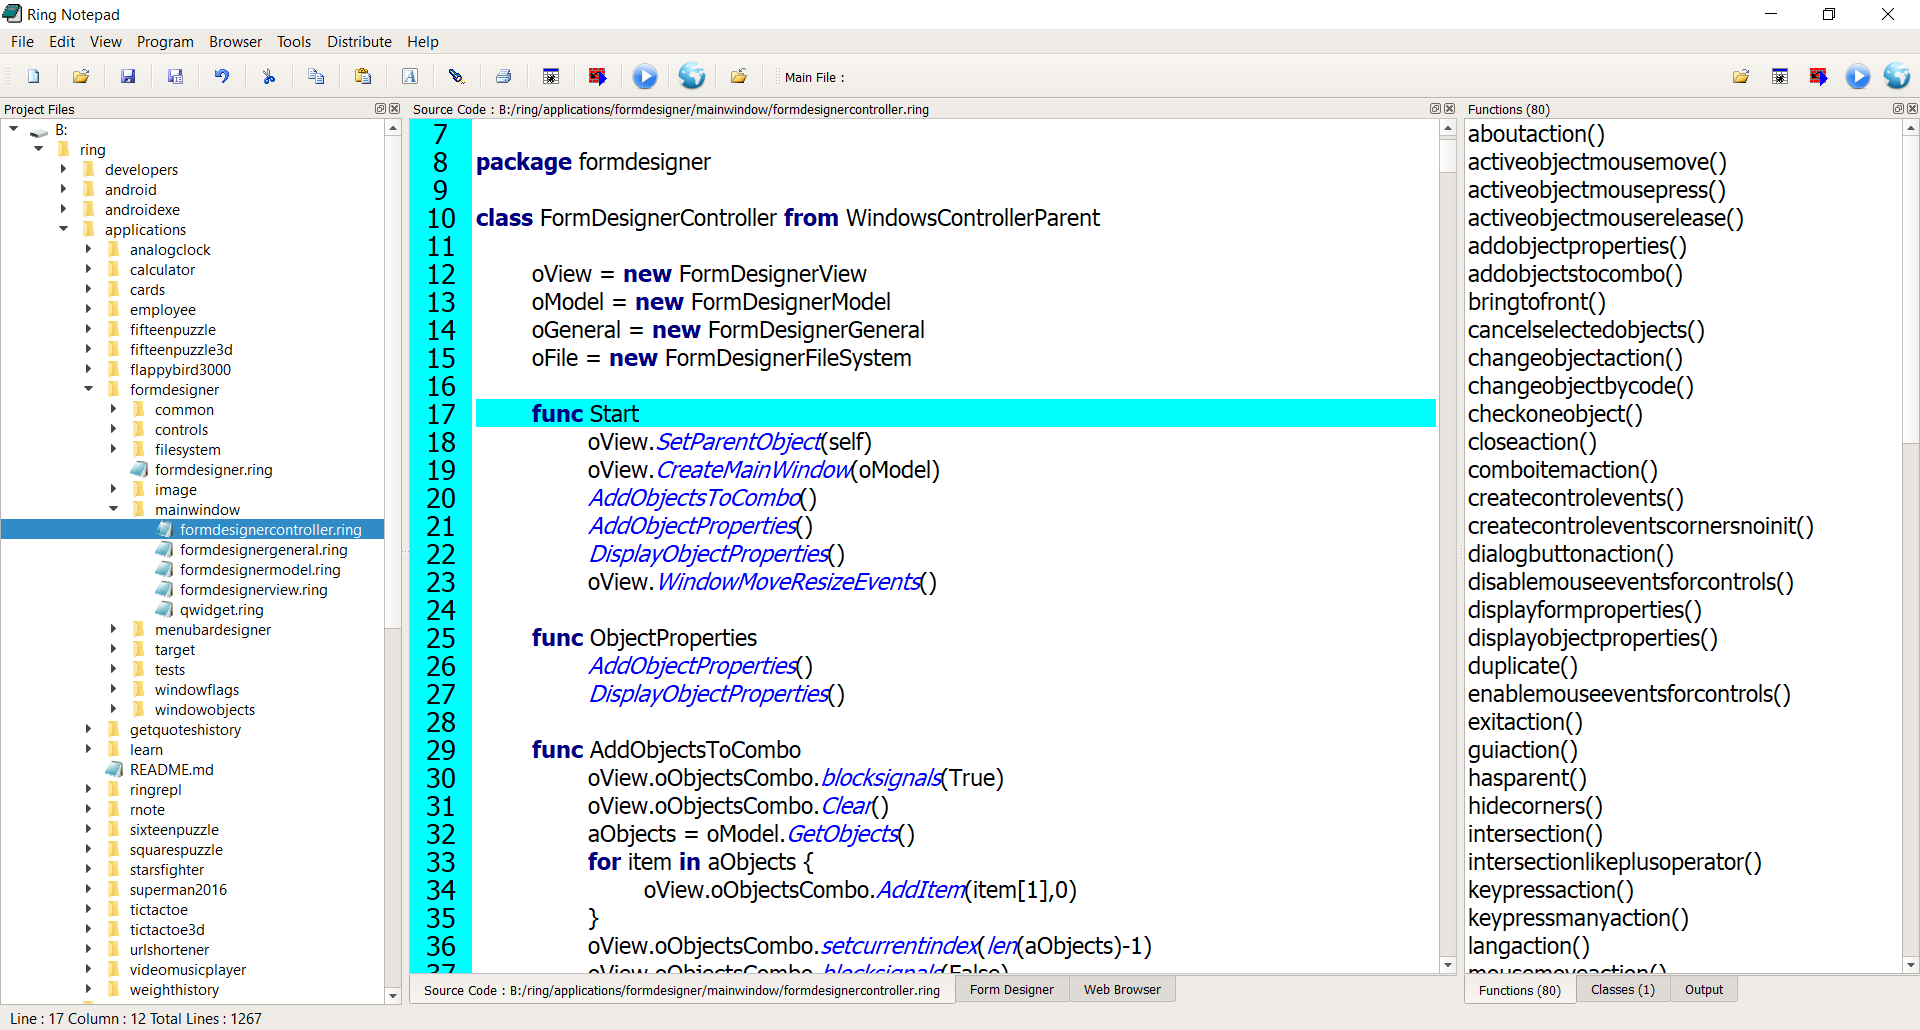 Ring Notepad
File Edit View Program Browser Tools Distribute Help
Main File :
Project Files
B:
ring
developers
android
androidexe
applications
analogclock
calculator
cards
employee
fifteenpuzzle
fifteenpuzzle3d
flappybird3000
formdesigner
common
controls
filesystem
formdesigner.ring
image
mainwindow
formdesignercontroller.ring
formdesignergeneral.ring
formdesignermodel.ring
formdesignerview.ring
qwidget.ring
menubardesigner
target
tests
windowflags
windowobjects
getquoteshistory
learn
README.md
ringrepl
rnote
sixteenpuzzle
squarespuzzle
starsfighter
superman2016
tictactoe
tictactoe3d
urlshortener
videomusicplayer
weighthistory
Source Code : B:/ring/applications/formdesigner/mainwindow/formdesignercontroller.ring
7
8 package formdesigner
9
10 class FormDesignerController from WindowsControllerParent
11
12 oView = new FormDesignerView
13 oModel = new FormDesignerModel
14 oGeneral = new FormDesignerGeneral
15 oFile = new FormDesignerFileSystem
16
17 func Start
18 oView.SetParentObject(self)
19 oView.CreateMainWindow(oModel)
20 AddObjectsToCombo()
21 AddObjectProperties()
22 DisplayObjectProperties()
23 oView.WindowMoveResizeEvents()
24
25 func ObjectProperties
26 AddObjectProperties()
27 DisplayObjectProperties()
28
29 func AddObjectsToCombo
30 oView.oObjectsCombo.blocksignals(True)
31 oView.oObjectsCombo.Clear()
32 aObjects = oModel.GetObjects()
33 for item in aObjects {
34 oView.oObjectsCombo.AddItem(item[1],0)
35 }
36 oView.oObjectsCombo.setcurrentindex(len(aObjects)-1)
37 oView.oObjectsCombo.blocksignals(False)
Source Code : B:/ring/applications/formdesigner/mainwindow/formdesignercontroller.ring Form Designer Web Browser
Functions (80)
aboutaction()
activeobjectmousemove()
activeobjectmousepress()
activeobjectmouserelease()
addobjectproperties()
addobjectstocombo()
bringtofront()
cancelselectedobjects()
changeobjectaction()
changeobjectbycode()
checkoneobject()
closeaction()
comboitemaction()
createcontrolevents()
createcontroleventscornersnoinit()
dialogbuttonaction()
disablemouseeventsforcontrols()
displayformproperties()
displayobjectproperties()
duplicate()
enablemouseeventsforcontrols()
exitaction()
guiaction()
hasparent()
hidecorners()
intersection()
intersectionlikeplusoperator()
keypressaction()
keypressmanyaction()
langaction()
mousemoveaction()
Functions (80) Classes (1) Output
Line : 17 Column : 12 Total Lines : 1267